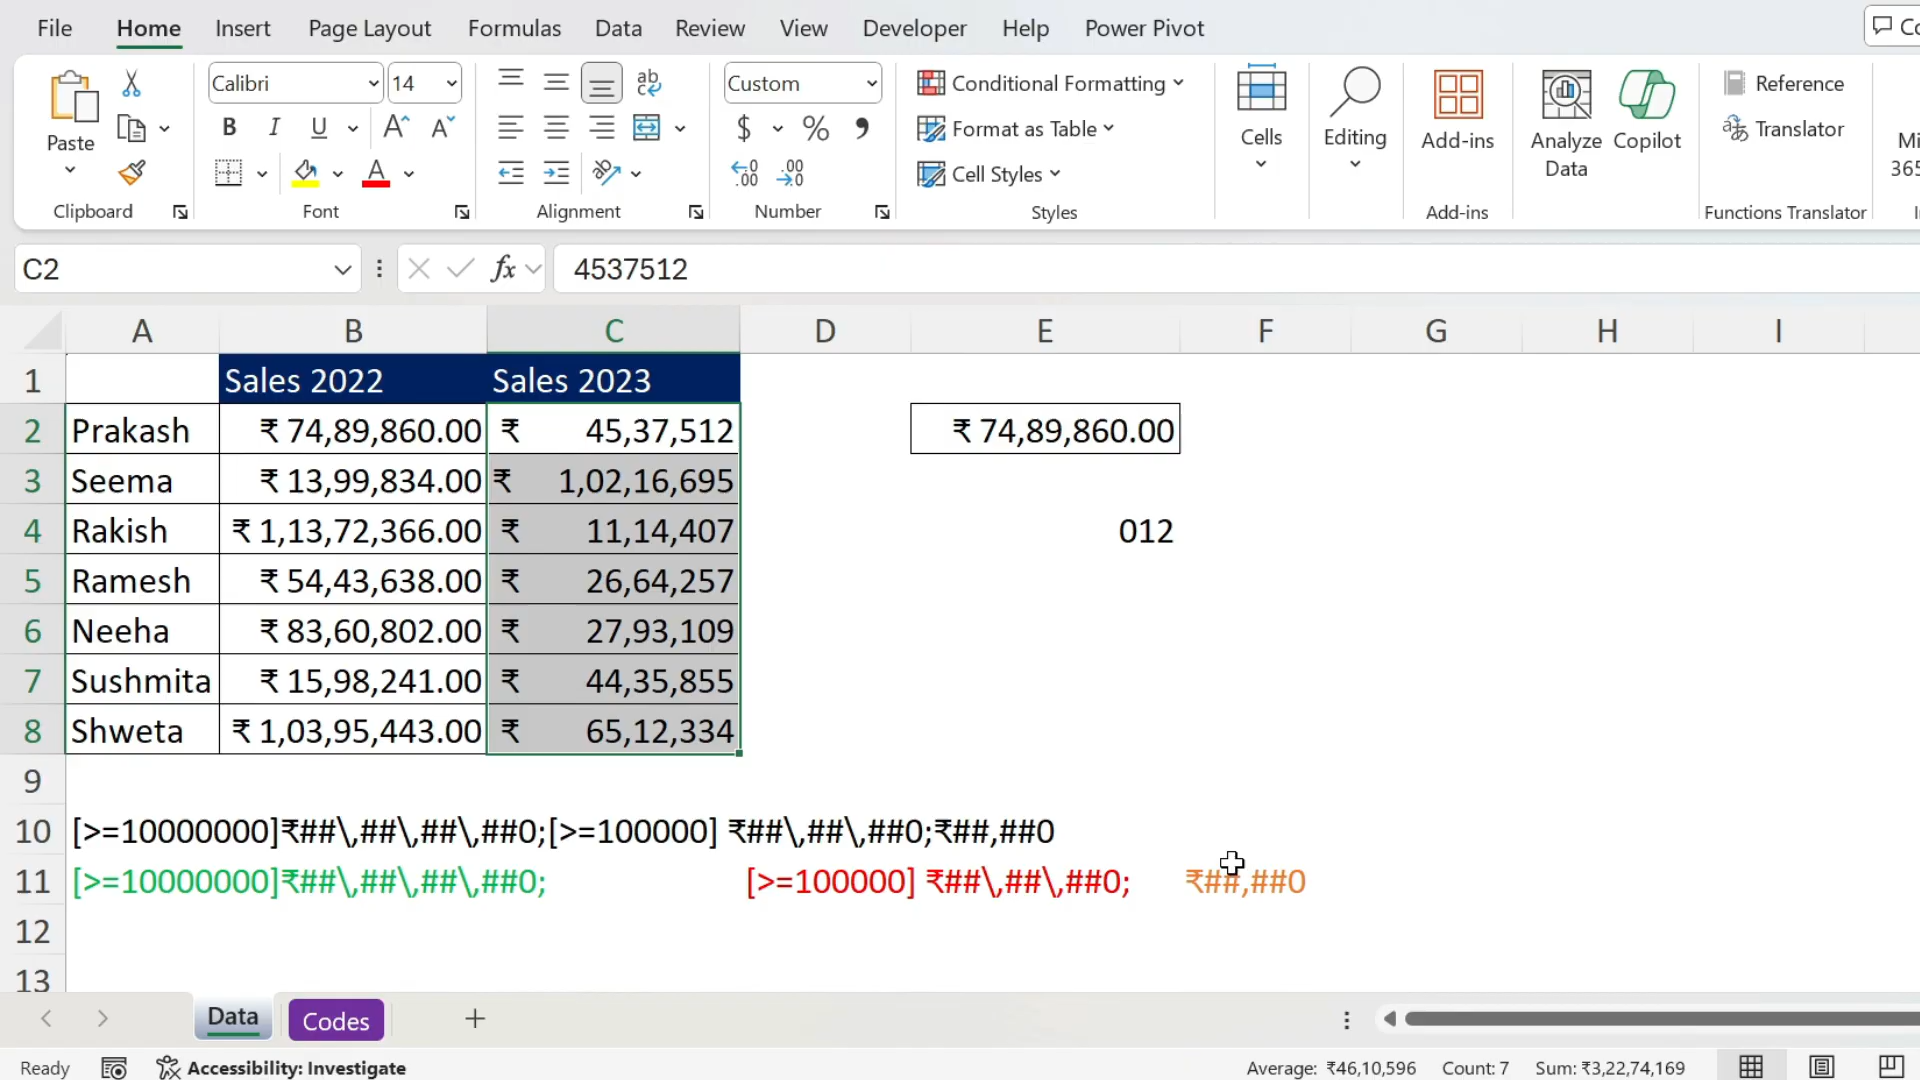 File Home Insert Page Layout Formulas Data Review View Developer Help Power Pivot
Paste
Clipboard
Calibri 14
B I U A A
A
Font
ab
Alignment
Custom
$ % ,
.00 .00
Number
Conditional Formatting
Format as Table
Cell Styles
Styles
Cells
Editing
Add-ins
Add-ins
Analyze Data
Copilot
Reference
Translator
Functions Translator
C2 fx 4537512
A B C D E F G H I
1 Sales 2022 Sales 2023
2 Prakash ₹ 74,89,860.00 ₹ 45,37,512 ₹ 74,89,860.00
3 Seema ₹ 13,99,834.00 ₹ 1,02,16,695
4 Rakish ₹ 1,13,72,366.00 ₹ 11,14,407 012
5 Ramesh ₹ 54,43,638.00 ₹ 26,64,257
6 Neeha ₹ 83,60,802.00 ₹ 27,93,109
7 Sushmita ₹ 15,98,241.00 ₹ 44,35,855
8 Shweta ₹ 1,03,95,443.00 ₹ 65,12,334
9
10 [>=10000000]₹##\,##\,##\,##0;[>=100000] ₹##\,##\,##0;₹##,##0
11 [>=10000000]₹##\,##\,##\,##0; [>=100000] ₹##\,##\,##0; ₹##,##0
12
13
Data Codes
Ready Accessibility: Investigate Average: ₹46,10,596 Count: 7 Sum: ₹3,22,74,169